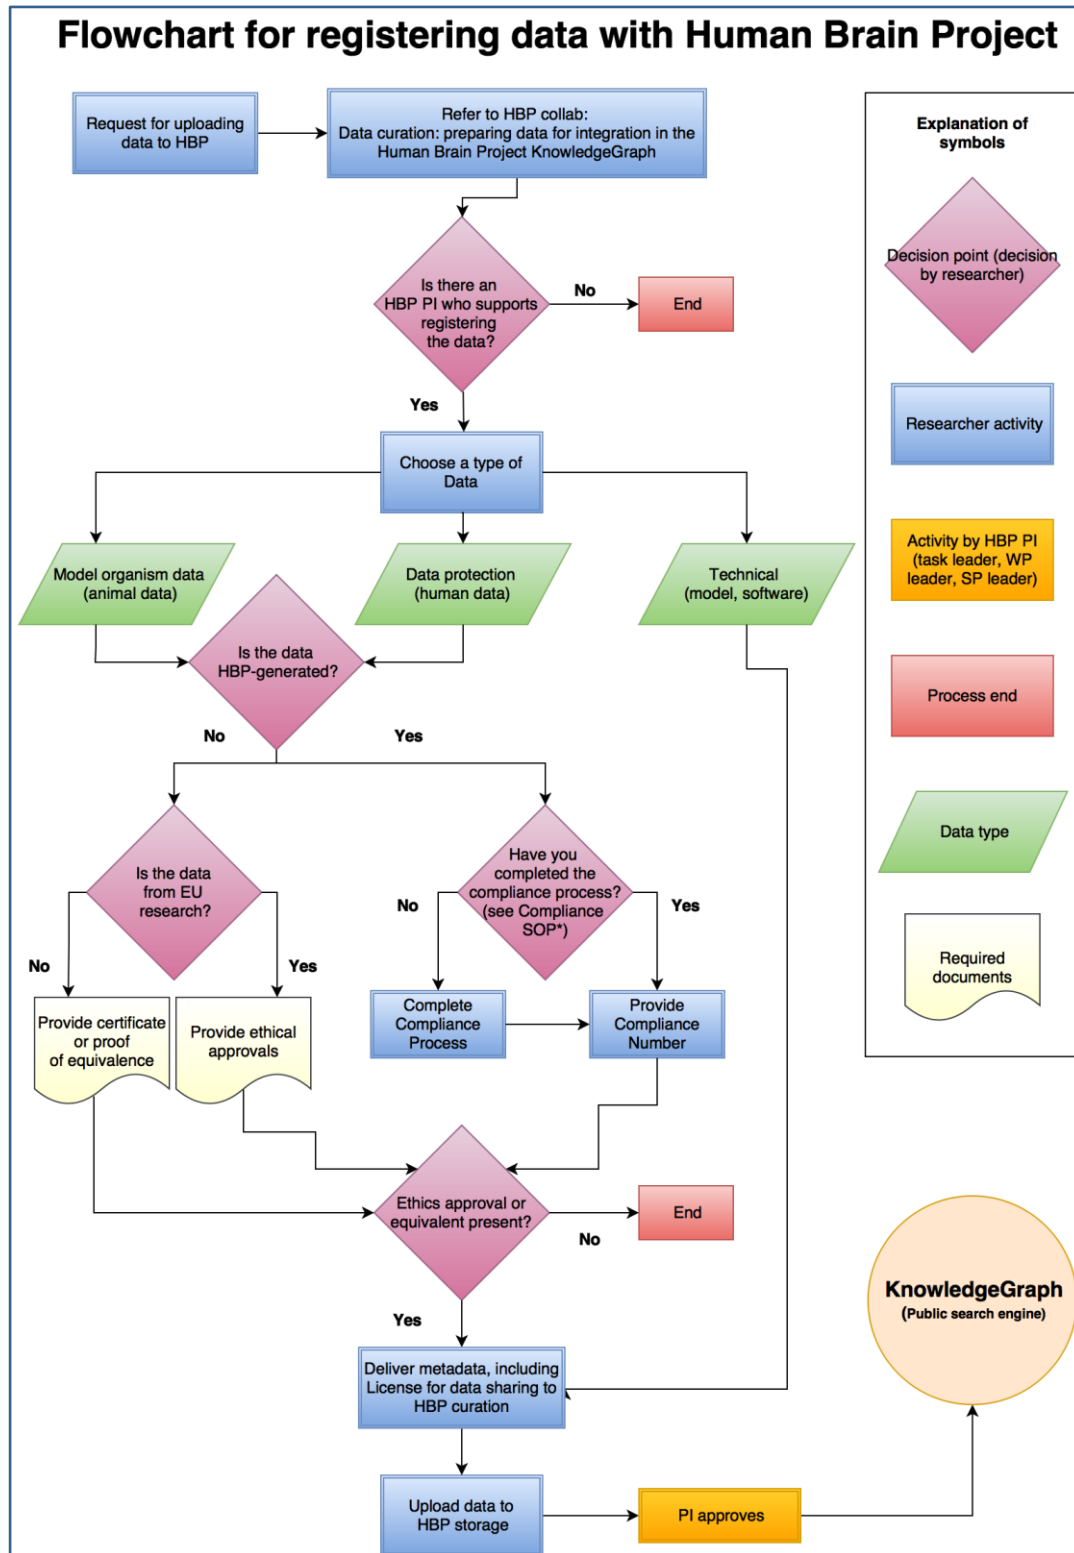 Flowchart for registering data with Human Brain Project
Request for uploading
data to HBP
Refer to HBP collab:
Data curation: preparing data for integration in the
Human Brain Project KnowledgeGraph
Is there an
HBP PI who supports
registering
the data?
No
End
Yes
Choose a type of
Data
Model organism data
(animal data)
Data protection
(human data)
Technical
(model, software)
Is the data
HBP-generated?
No
Yes
Is the data
from EU
research?
Have you
completed the
compliance process?
(see Compliance
SOP*)
No
Yes
No
Yes
Provide certificate
or proof
of equivalence
Provide ethical
approvals
Complete
Compliance
Process
Provide
Compliance
Number
Ethics approval or
equivalent present?
No
End
Yes
Deliver metadata, including
License for data sharing to
HBP curation
Upload data to
HBP storage
PI approves
KnowledgeGraph
(Public search engine)
Explanation of
symbols
Decision point (decision
by researcher)
Researcher activity
Activity by HBP PI
(task leader, WP
leader, SP leader)
Process end
Data type
Required
documents